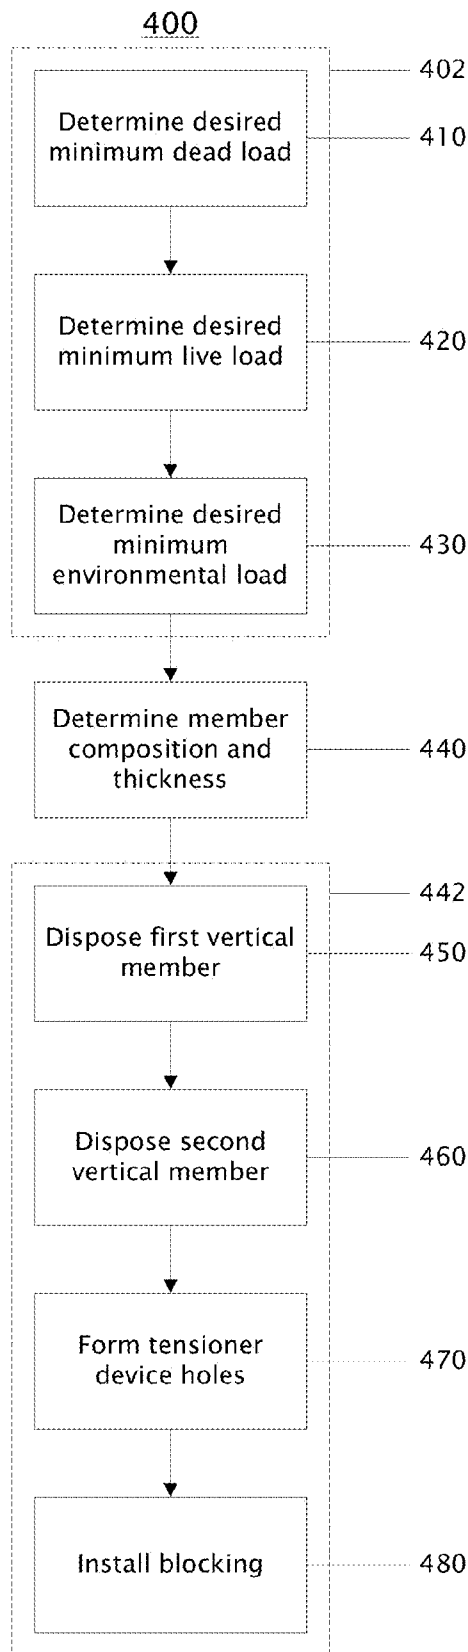 400
402
Determine desired
minimum dead load
410
Determine desired
minimum live load
420
Determine desired
minimum
environmental load
430
Determine member
composition and
thickness
440
442
Dispose first vertical
member
450
Dispose second
vertical member
460
Form tensioner
device holes
470
Install blocking
480